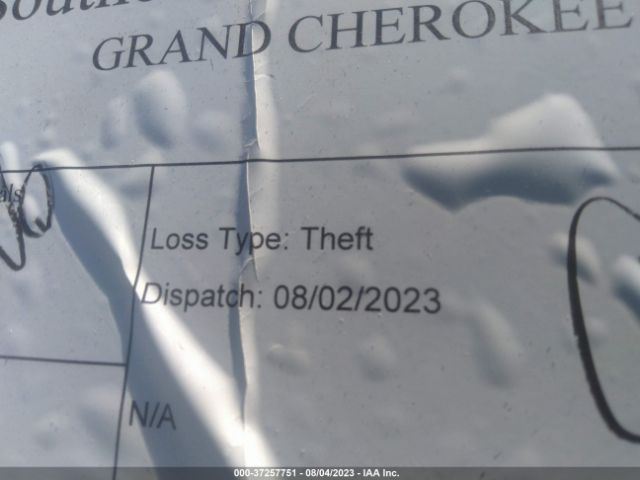 GRAND CHEROKEE
Loss Type: Theft
Dispatch: 08/02/2023
N/A
000-37257751 - 08/04/2023 - IAA Inc.